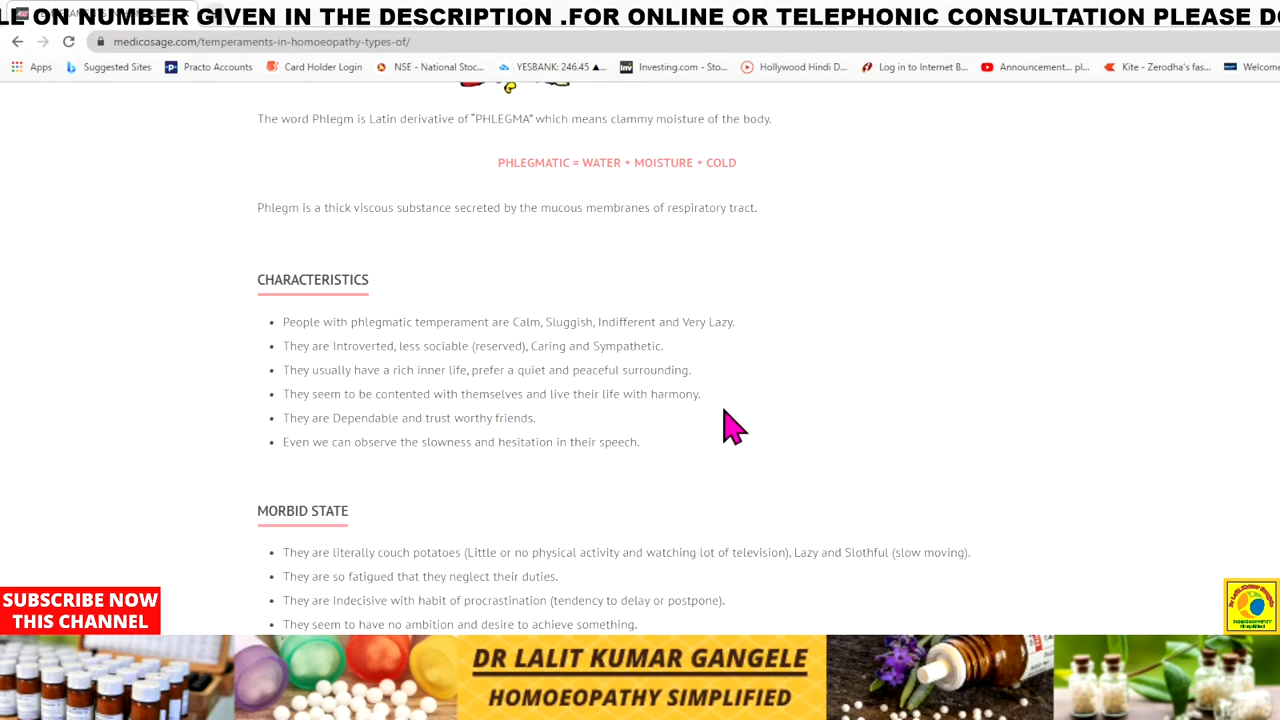 LE ON NUMBER GIVEN IN THE DESCRIPTION .FOR ONLINE OR TELEPHONIC CONSULTATION PLEASE DO
medicosage.com/temperaments-in-homoeopathy-types-of/
Apps Suggested Sites Practo Accounts Card Holder Login NSE - National Stoc... YESBANK: 246.45 ▲... Investing.com - Sto... Hollywood Hindi D... Log in to Internet B... Announcement... pl... Kite - Zerodha's fas... Welcome
The word Phlegm is Latin derivative of “PHLEGMA” which means clammy moisture of the body.
PHLEGMATIC = WATER + MOISTURE + COLD
Phlegm is a thick viscous substance secreted by the mucous membranes of respiratory tract.
CHARACTERISTICS
• People with phlegmatic temperament are Calm, Sluggish, Indifferent and Very Lazy.
• They are Introverted, less sociable (reserved), Caring and Sympathetic.
• They usually have a rich inner life, prefer a quiet and peaceful surrounding.
• They seem to be contented with themselves and live their life with harmony.
• They are Dependable and trust worthy friends.
• Even we can observe the slowness and hesitation in their speech.
MORBID STATE
• They are literally couch potatoes (Little or no physical activity and watching lot of television), Lazy and Slothful (slow moving).
• They are so fatigued that they neglect their duties.
• They are Indecisive with habit of procrastination (tendency to delay or postpone).
• They seem to have no ambition and desire to achieve something.
SUBSCRIBE NOW
THIS CHANNEL
DR LALIT KUMAR GANGELE
HOMOEOPATHY SIMPLIFIED